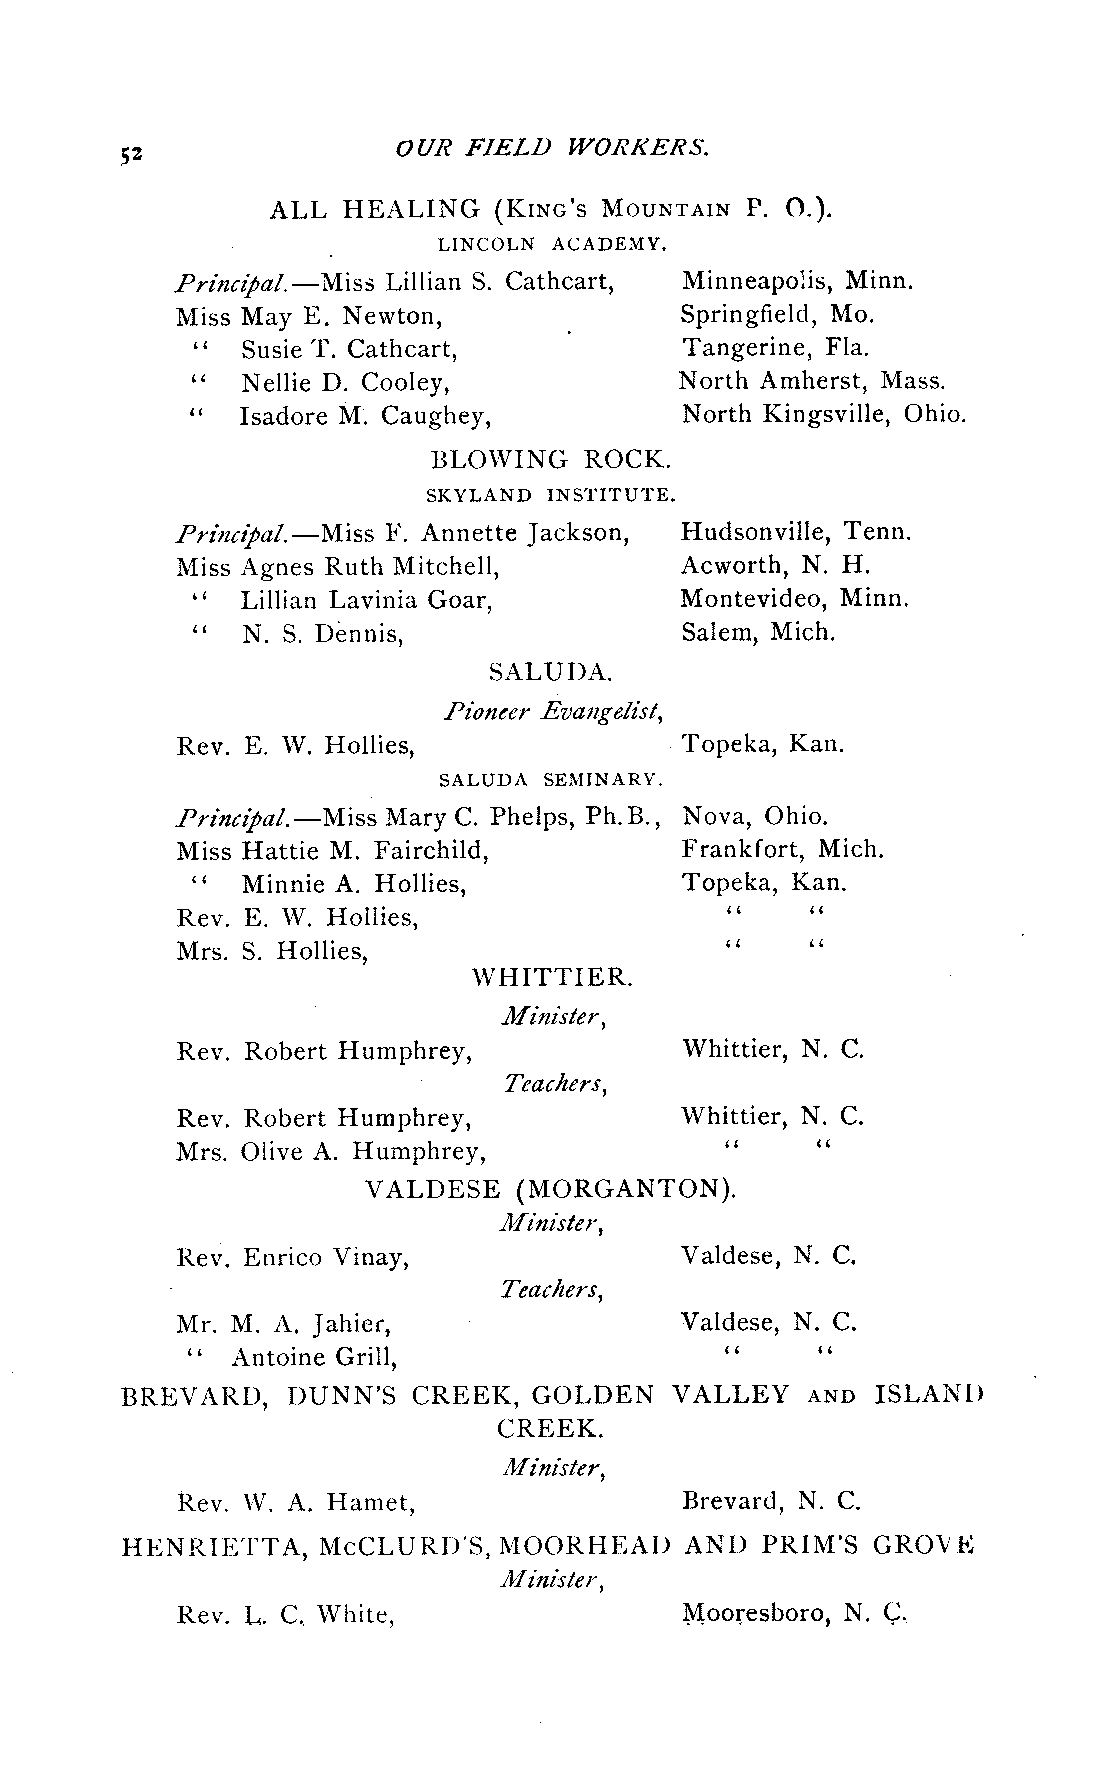 52 OUR FIELD WORKERS.
ALL HEALING (KING'S MOUNTAIN P. O.).
LINCOLN ACADEMY.
Principal.—Miss Lillian S. Cathcart, Minneapolis, Minn.
Miss May E. Newton, Springfield, Mo.
“ Susie T. Cathcart, Tangerine, Fla.
“ Nellie D. Cooley, North Amherst, Mass.
“ Isadore M. Caughey, North Kingsville, Ohio.
BLOWING ROCK.
SKYLAND INSTITUTE.
Principal.—Miss F. Annette Jackson, Hudsonville, Tenn.
Miss Agnes Ruth Mitchell, Acworth, N. H.
“ Lillian Lavinia Goar, Montevideo, Minn.
“ N. S. Dennis, Salem, Mich.
SALUDA.
Pioneer Evangelist,
Rev. E. W. Hollies, Topeka, Kan.
SALUDA SEMINARY.
Principal.—Miss Mary C. Phelps, Ph.B., Nova, Ohio.
Miss Hattie M. Fairchild, Frankfort, Mich.
“ Minnie A. Hollies, Topeka, Kan.
Rev. E. W. Hollies, “ “
Mrs. S. Hollies, “ “
WHITTIER.
Minister,
Rev. Robert Humphrey, Whittier, N. C.
Teachers,
Rev. Robert Humphrey, Whittier, N. C.
Mrs. Olive A. Humphrey, “ “
VALDESE (MORGANTON).
Minister,
Rev. Enrico Vinay, Valdese, N. C.
Teachers,
Mr. M. A. Jahier, Valdese, N. C.
“ Antoine Grill, “ “
BREVARD, DUNN'S CREEK, GOLDEN VALLEY AND ISLAND
CREEK.
Minister,
Rev. W. A. Hamet, Brevard, N. C.
HENRIETTA, McCLURD'S, MOORHEAD AND PRIM'S GROVE
Minister,
Rev. L. C. White, Mooresboro, N. C.